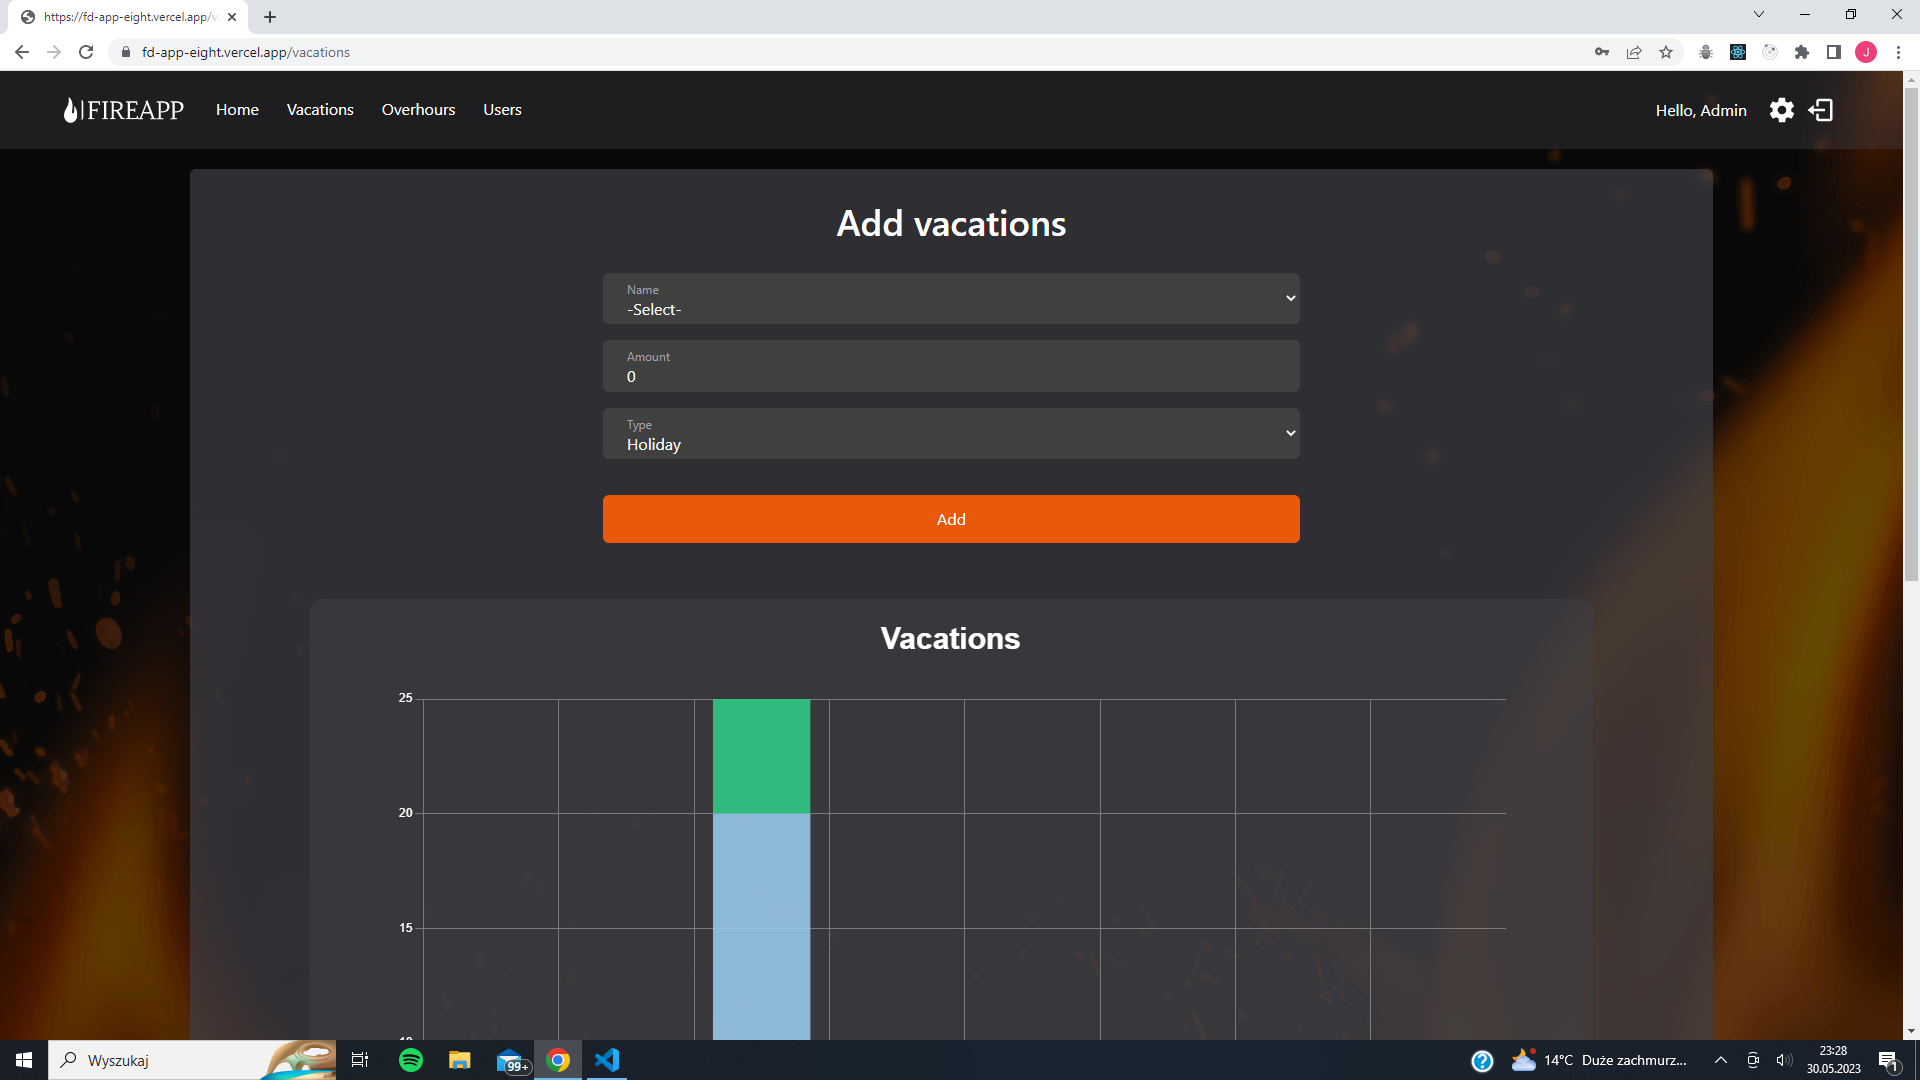 https://fd-app-eight.vercel.app/v
fd-app-eight.vercel.app/vacations
J
FIREAPP
Home
Vacations
Overhours
Users
Hello, Admin
Add vacations
Name
-Select-
Amount
0
Type
Holiday
Add
Vacations
25
20
15
Wyszukaj
99+
14°C Duże zachmurz...
23:28
30.05.2023
1